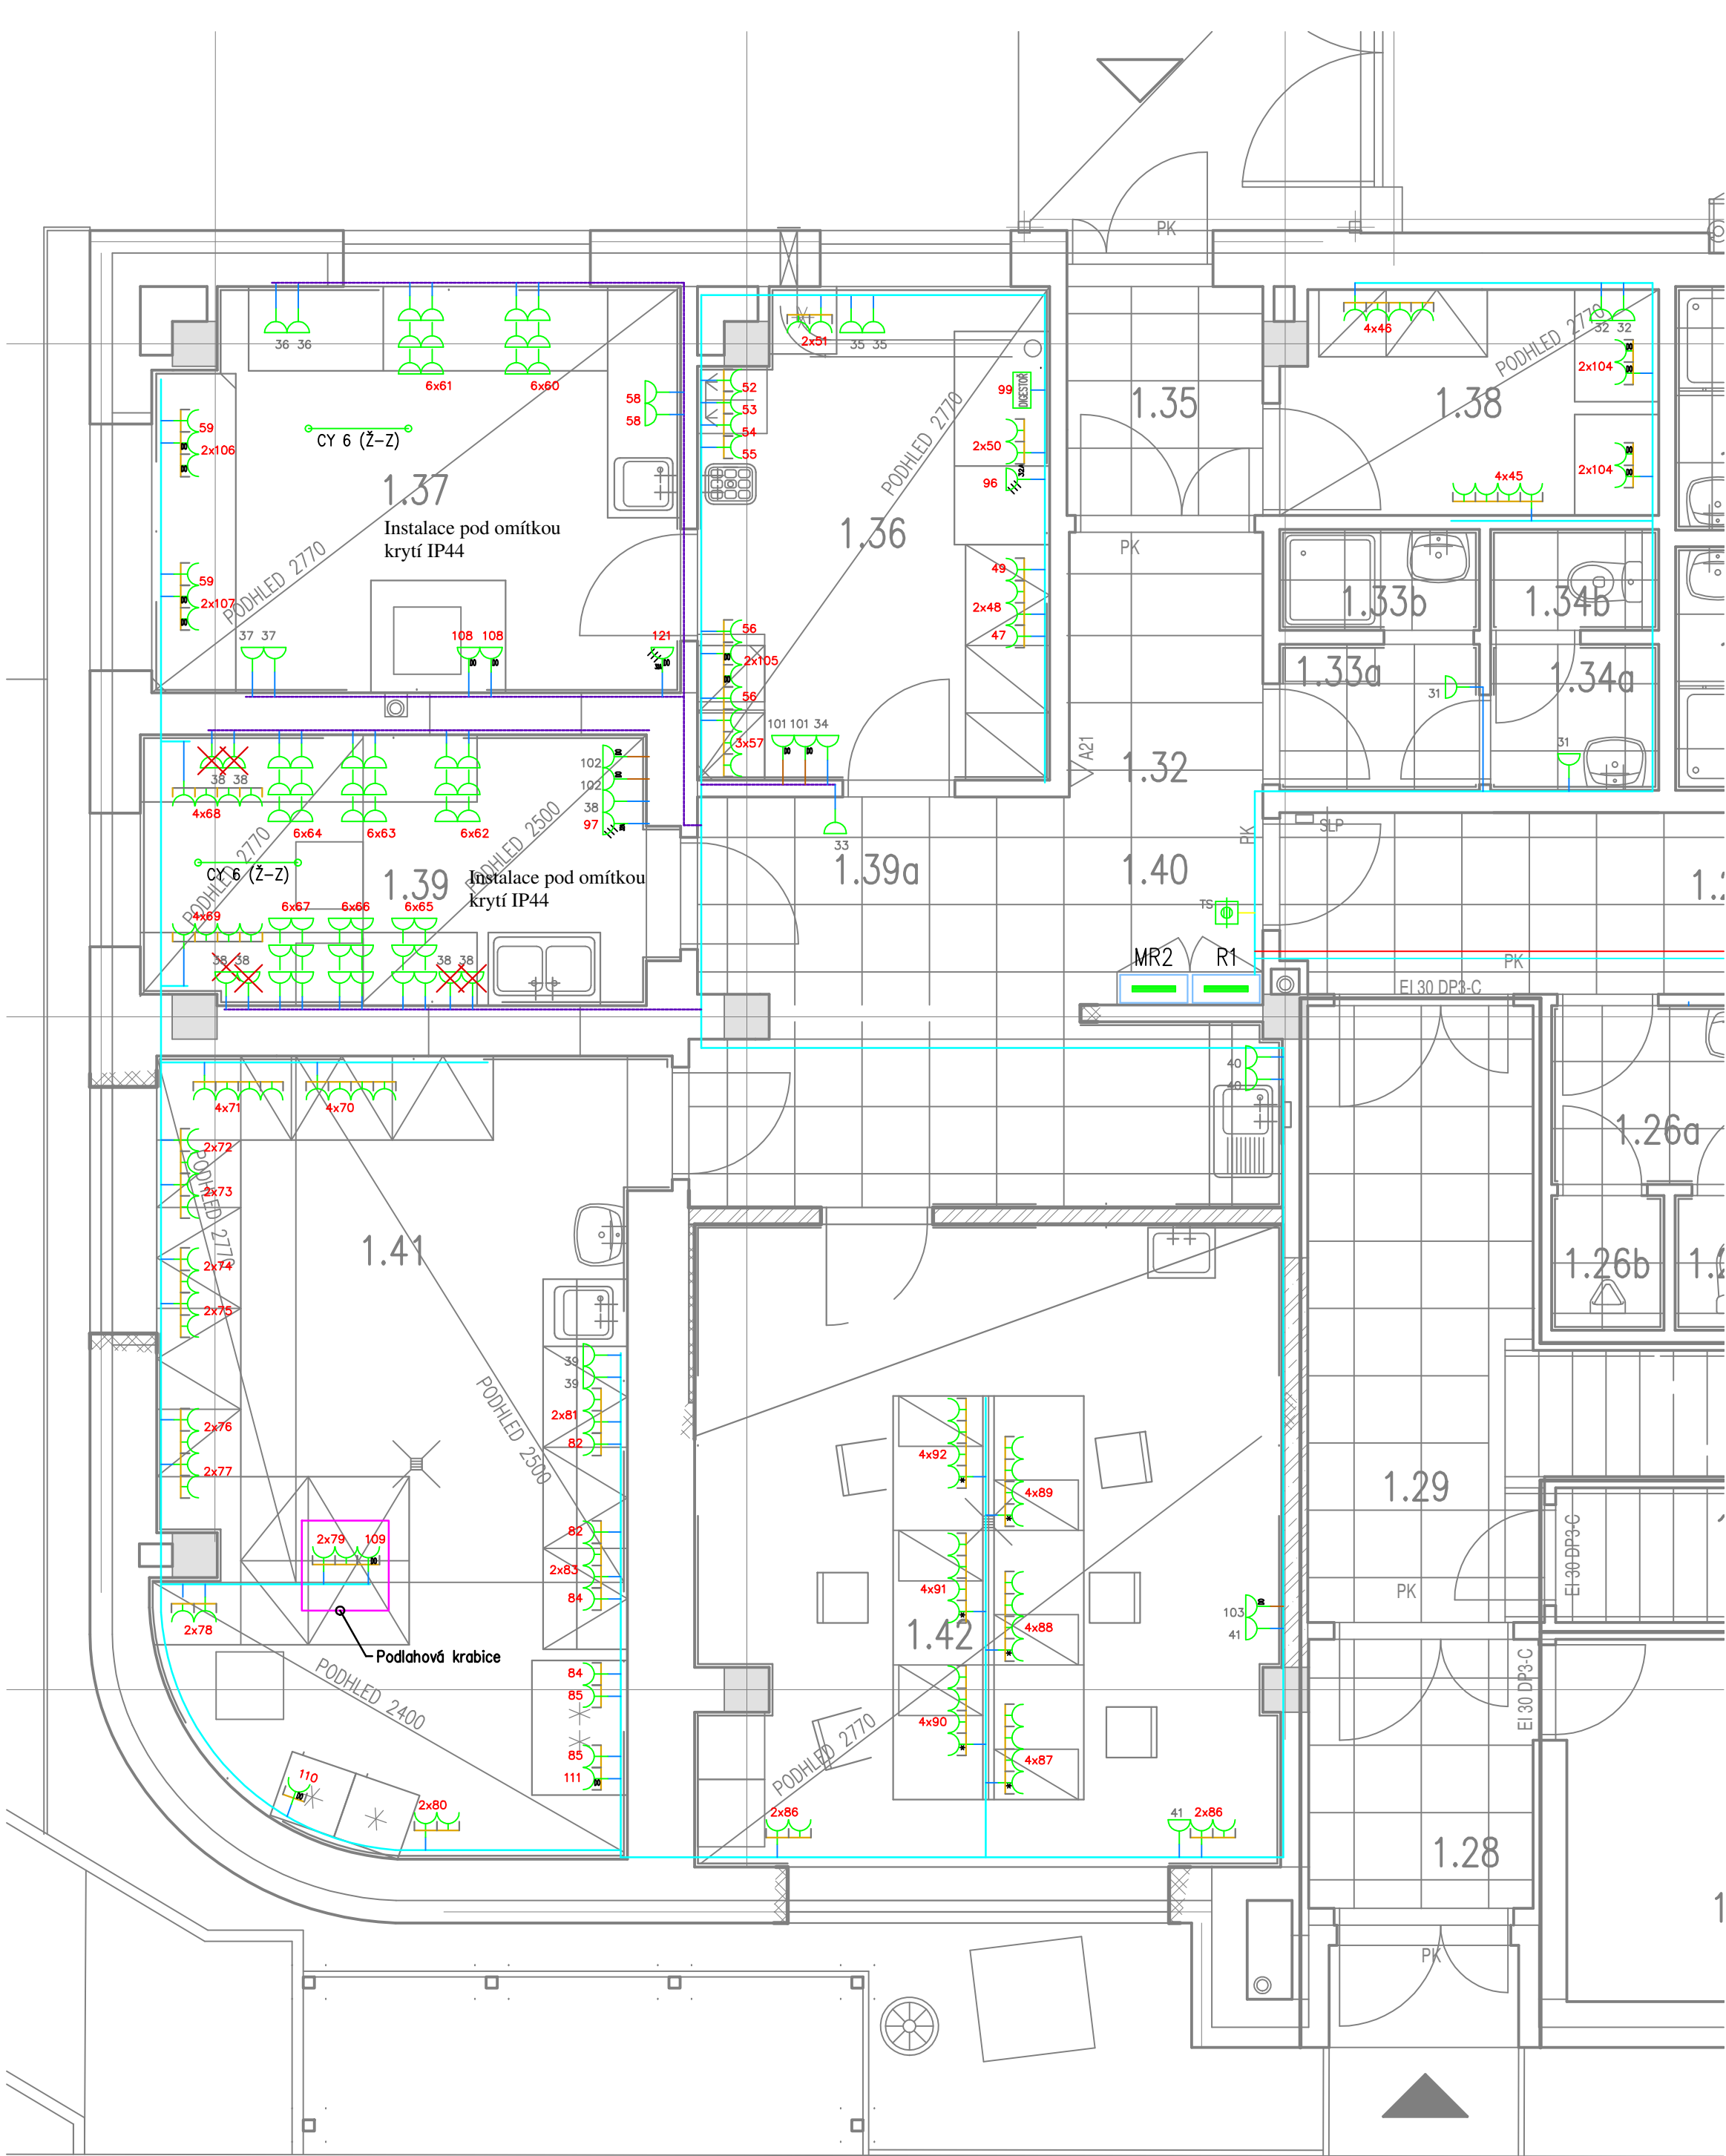 PK
36 36
6x61
6x60
58
58
59
2x106
CY 6 (Ž-Z)
1.37
Instalace pod omítkou
krytí IP44
PODHLED 2770
59
2x107
37 37
108 108
121
2x51
35 35
52
53
54
55
99
DIGESTOŘ
PODHLED 2770
2x50
96
32A
1.36
49
2x48
47
56
2x105
56
3x57
101 101 34
33
1.35
PK
4x46
32 32
PODHLED 2770
2x104
1.38
2x104
4x45
1.33b
1.34b
1.33a
1.34a
31
31
A21
1.32
PK
SLP
38 38
4x68
6x64
6x63
6x62
102
102
38
97
PODHLED 2770
PODHLED 2500
CY 6 (Ž-Z)
1.39
Instalace pod omítkou
krytí IP44
4x69
6x67
6x66
6x65
38 38
38 38
1.39a
1.40
1.2
TS
MR2
R1
PK
EI 30 DP3-C
40
40
4x71
4x70
2x72
2x73
PODHLED 2770
2x74
2x75
1.41
1.26a
1.26b
1.2
39
39
2x81
82
PODHLED 2500
2x76
2x77
82
2x83
84
2x79
109
2x78
Podlahová krabice
84
85
PODHLED 2400
85
111
110
2x80
4x92
4x89
4x91
4x88
1.42
4x90
4x87
PODHLED 2770
103
41
2x86
41
2x86
1.29
PK
EI 30 DP3-C
EI 30 DP3-C
1.28
1
PK